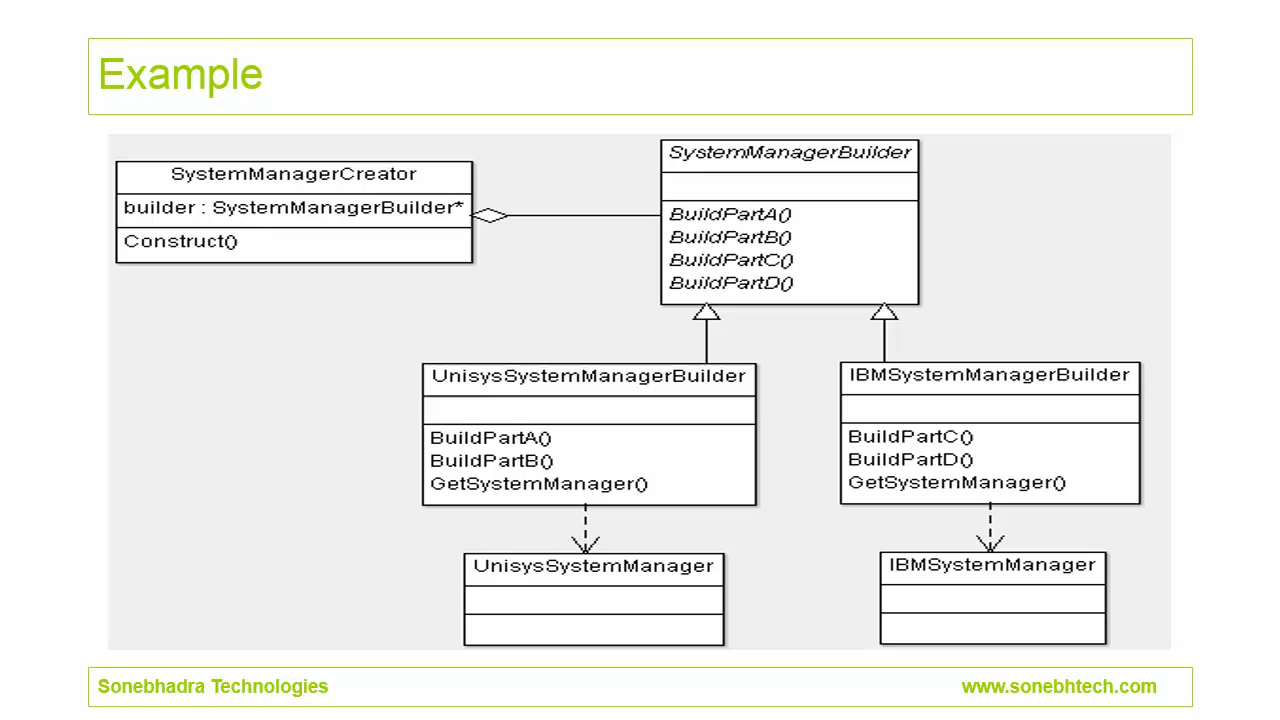 Example
SystemManagerCreator
builder : SystemManagerBuilder*
Construct()
SystemManagerBuilder
BuildPartA()
BuildPartB()
BuildPartC()
BuildPartD()
UnisysSystemManagerBuilder
BuildPartA()
BuildPartB()
GetSystemManager()
IBMSystemManagerBuilder
BuildPartC()
BuildPartD()
GetSystemManager()
UnisysSystemManager
IBMSystemManager
Sonebhadra Technologies
www.sonebhtech.com